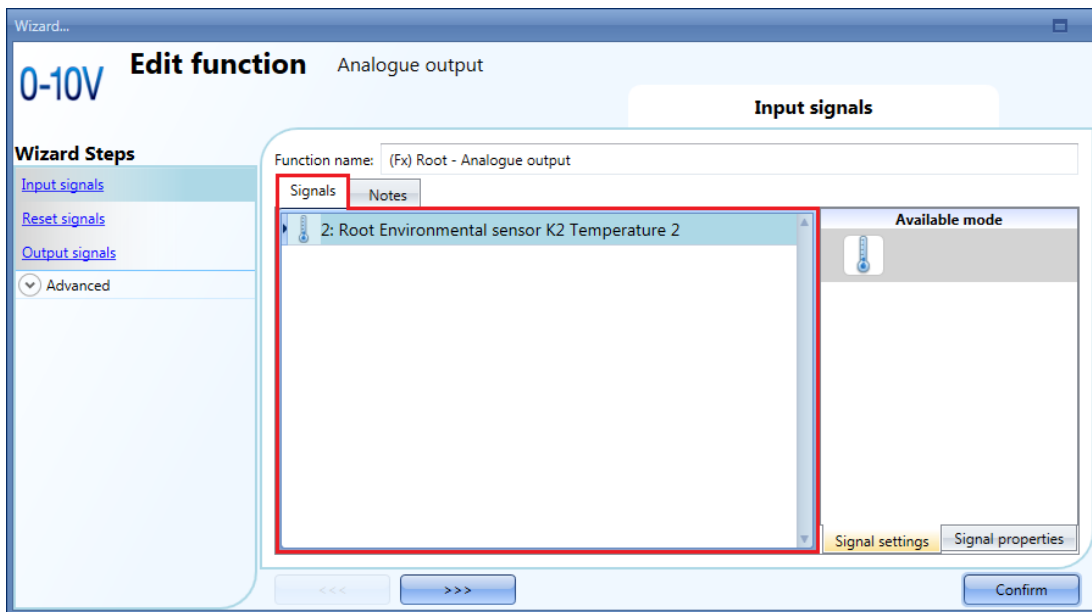 Wizard...
0-10V
Edit function Analogue output
Input signals
Wizard Steps
Input signals
Reset signals
Output signals
Advanced
Function name: (Fx) Root - Analogue output
Signals
Notes
2: Root Environmental sensor K2 Temperature 2
Available mode
Signal settings
Signal properties
<<<
>>>
Confirm